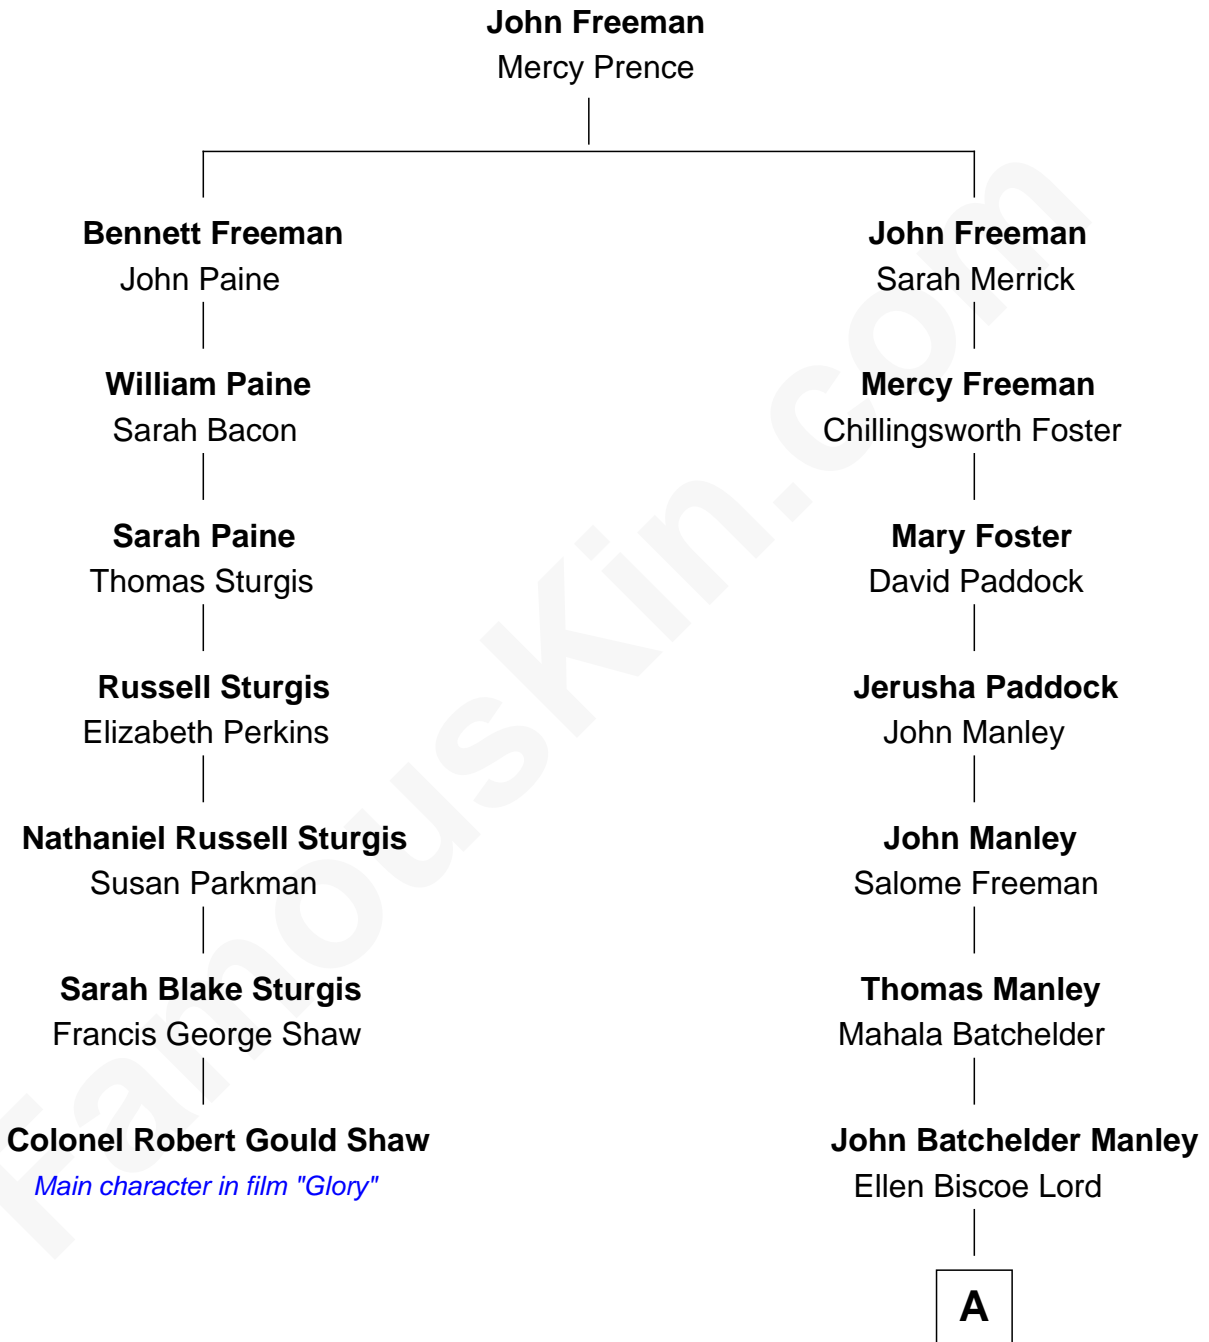 John Freeman
Mercy Prence
Bennett Freeman
John Paine
John Freeman
Sarah Merrick
William Paine
Sarah Bacon
Mercy Freeman
Chillingsworth Foster
Sarah Paine
Thomas Sturgis
Mary Foster
David Paddock
Russell Sturgis
Elizabeth Perkins
Jerusha Paddock
John Manley
Nathaniel Russell Sturgis
Susan Parkman
John Manley
Salome Freeman
Sarah Blake Sturgis
Francis George Shaw
Thomas Manley
Mahala Batchelder
Colonel Robert Gould Shaw
Main character in film "Glory"
John Batchelder Manley
Ellen Biscoe Lord
A
FamousKin.com